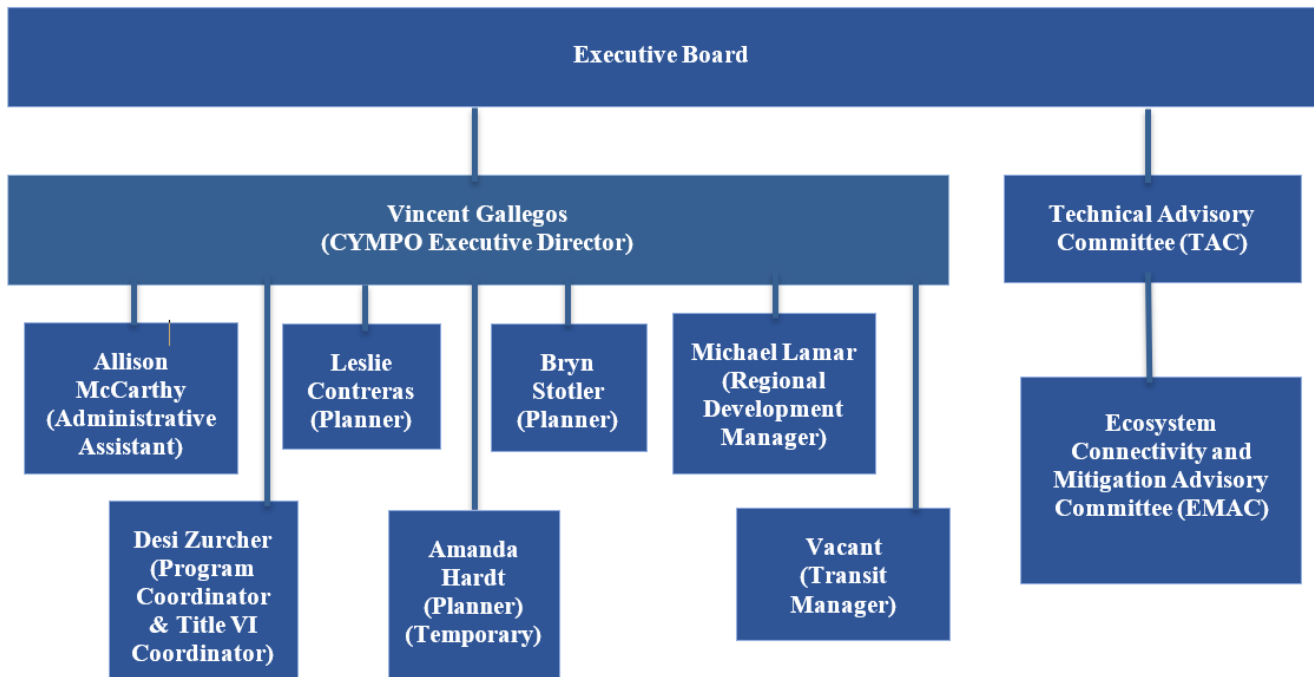 Executive Board
Vincent Gallegos
(CYMPO Executive Director)
Technical Advisory
Committee (TAC)
Allison
McCarthy
(Administrative
Assistant)
Leslie
Contreras
(Planner)
Bryn
Stotler
(Planner)
Michael Lamar
(Regional
Development
Manager)
Ecosystem
Connectivity and
Mitigation Advisory
Committee (EMAC)
Desi Zurcher
(Program
Coordinator
& Title VI
Coordinator)
Amanda
Hardt
(Planner)
(Temporary)
Vacant
(Transit
Manager)